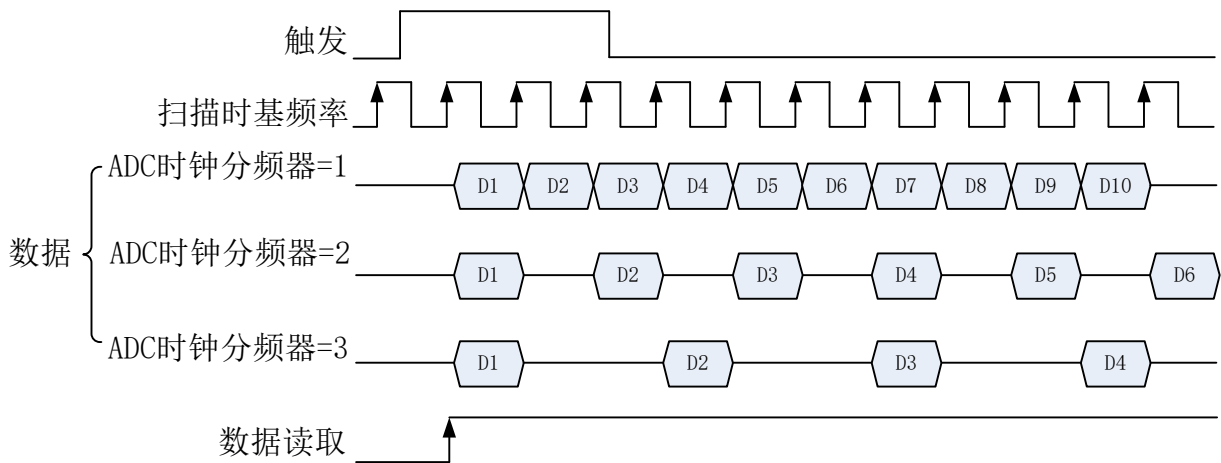 触发
扫描时基频率
数据
ADC时钟分频器=1
D1 D2 D3 D4 D5 D6 D7 D8 D9 D10
ADC时钟分频器=2
D1 D2 D3 D4 D5 D6
ADC时钟分频器=3
D1 D2 D3 D4
数据读取